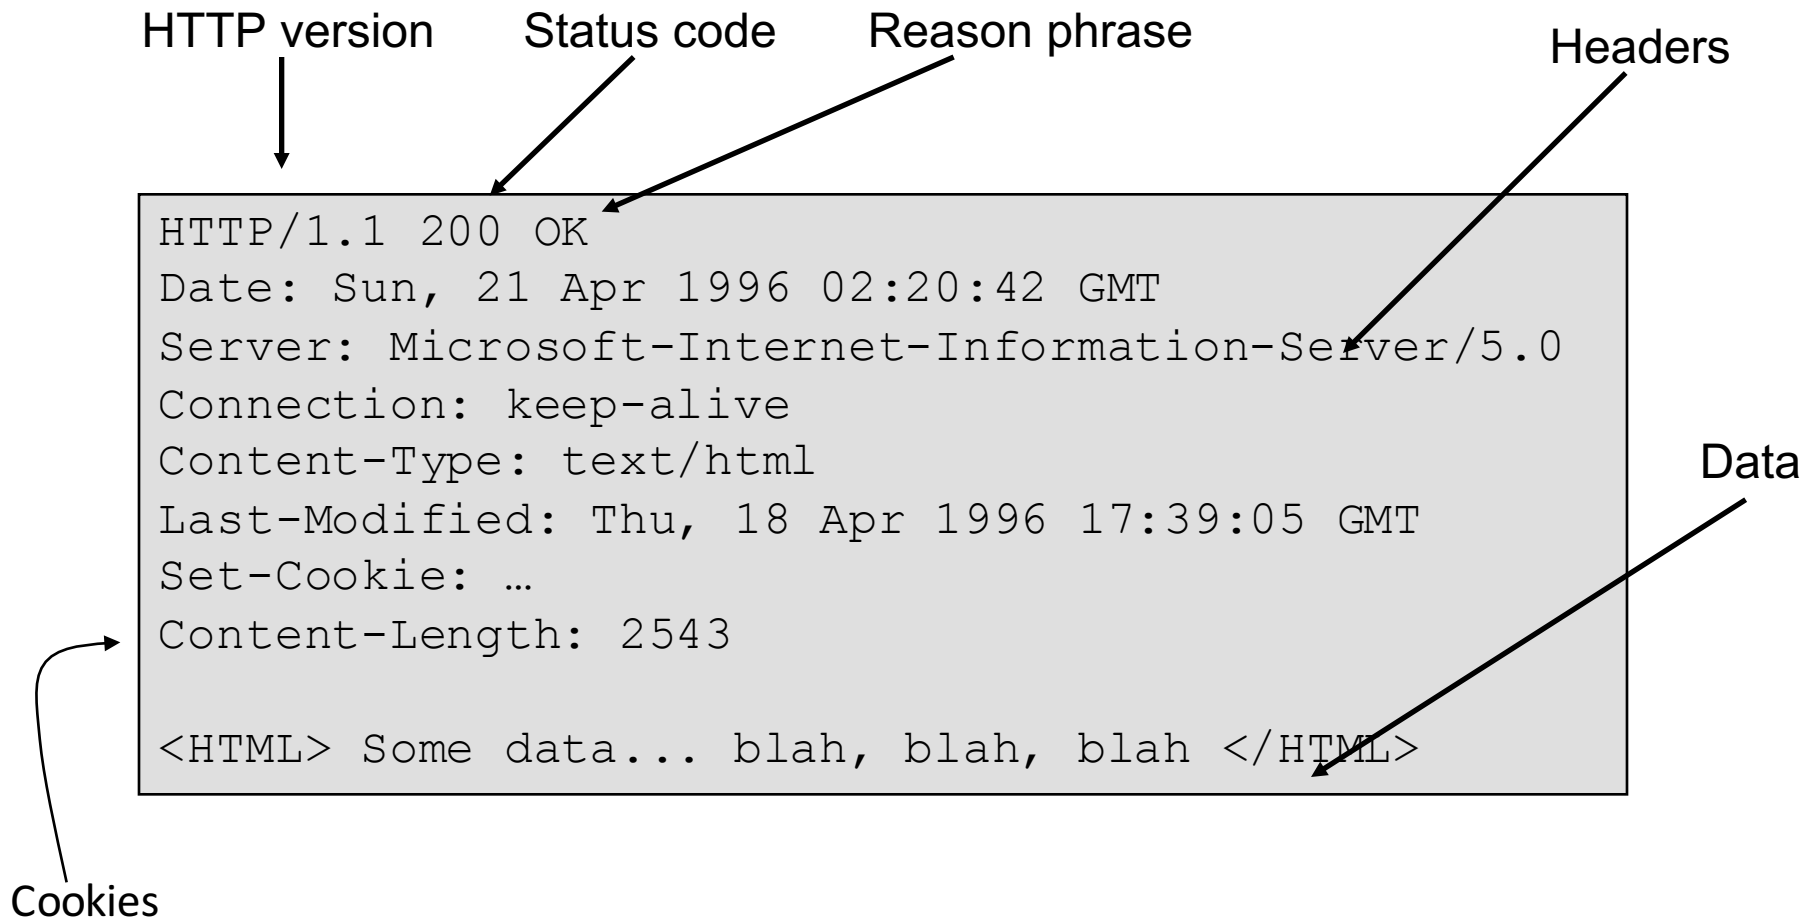 HTTP version Status code Reason phrase
Headers
HTTP/1.1 200 OK
Date: Sun, 21 Apr 1996 02:20:42 GMT
Server: Microsoft-Internet-Information-Server/5.0
Connection: keep-alive
Content-Type: text/html
Data
Last-Modified: Thu, 18 Apr 1996 17:39:05 GMT
Set-Cookie: …
Content-Length: 2543
<HTML> Some data... blah, blah, blah </HTML>
Cookies